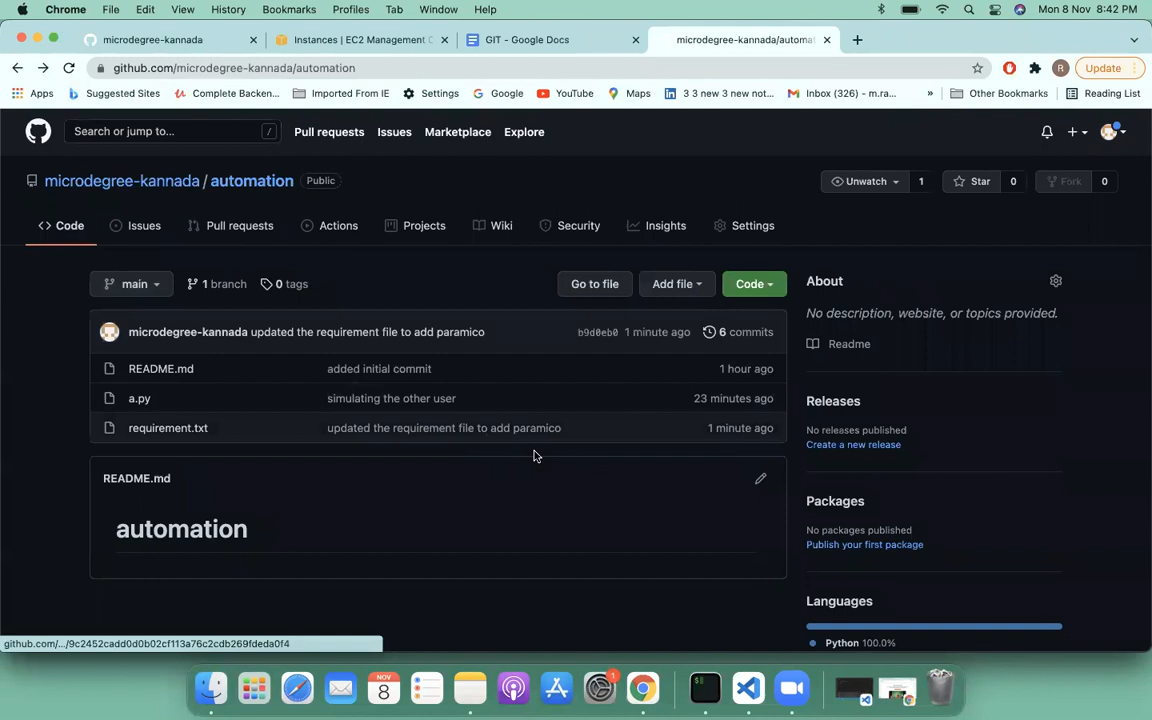 Chrome File Edit View History Bookmarks Profiles Tab Window Help Mon 8 Nov 8:42 PM
microdegree-kannada Instances | EC2 Management C GIT - Google Docs microdegree-kannada/automat
github.com/microdegree-kannada/automation R Update
Apps Suggested Sites Complete Backen... Imported From IE Settings Google YouTube Maps 3 3 new 3 new not... Inbox (326) - m.ra... » Other Bookmarks Reading List
Search or jump to... / Pull requests Issues Marketplace Explore
microdegree-kannada / automation Public Unwatch 1 Star 0 Fork 0
Code Issues Pull requests Actions Projects Wiki Security Insights Settings
main 1 branch 0 tags Go to file Add file Code
About
No description, website, or topics provided.
microdegree-kannada updated the requirement file to add paramico b9d0eb0 1 minute ago 6 commits
Readme
README.md added initial commit 1 hour ago
a.py simulating the other user 23 minutes ago
requirement.txt updated the requirement file to add paramico 1 minute ago
Releases
No releases published
Create a new release
README.md
automation
Packages
No packages published
Publish your first package
Languages
Python 100.0%
github.com/.../9c2452cadd0d0b02cf113a76c2cdb269fdeda0f4
NOV
8
1
$